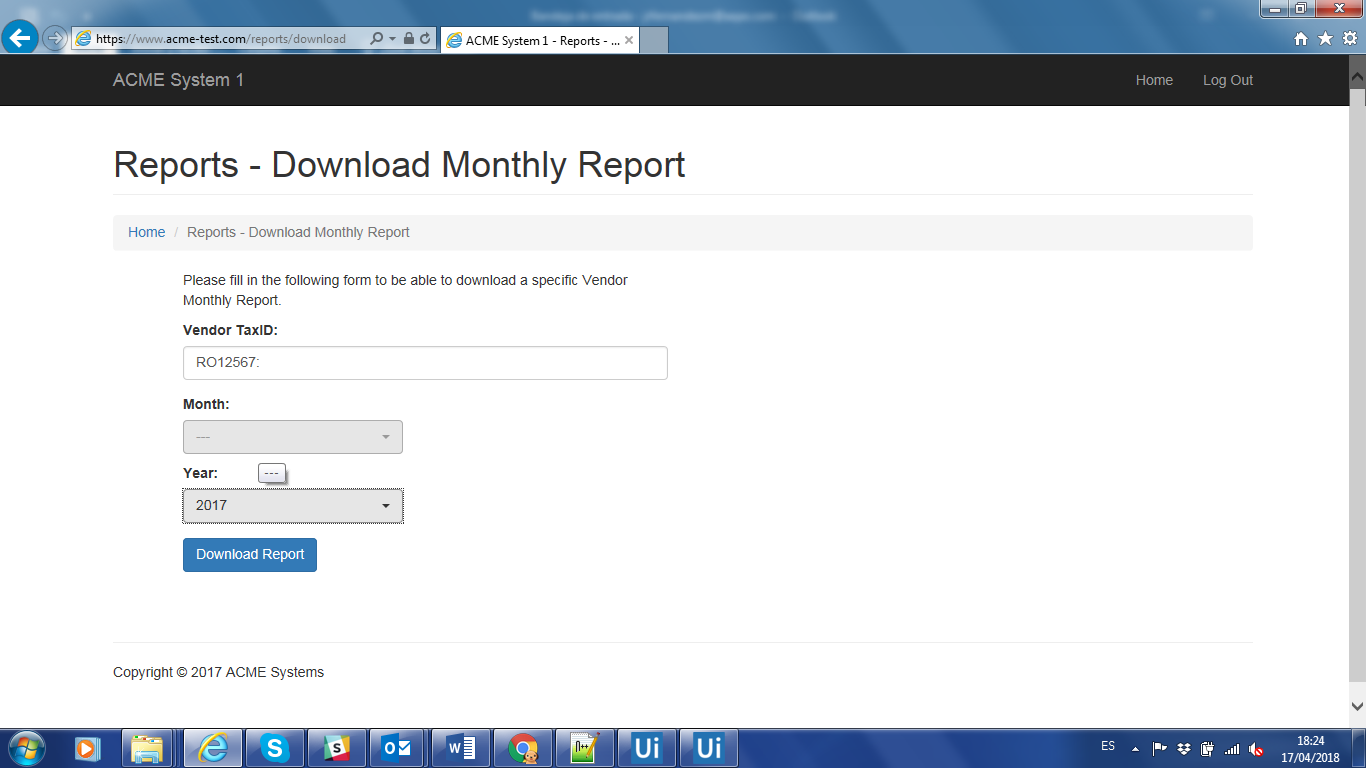 https://www.acme-test.com/reports/download
ACME System 1 - Reports - ...
ACME System 1
Home
Log Out
Reports - Download Monthly Report
Home / Reports - Download Monthly Report
Please fill in the following form to be able to download a specific Vendor
Monthly Report.
Vendor TaxID:
RO12567:
Month:
---
Year:
---
2017
Download Report
Copyright © 2017 ACME Systems
Ui
Ui
ES
18:24
17/04/2018